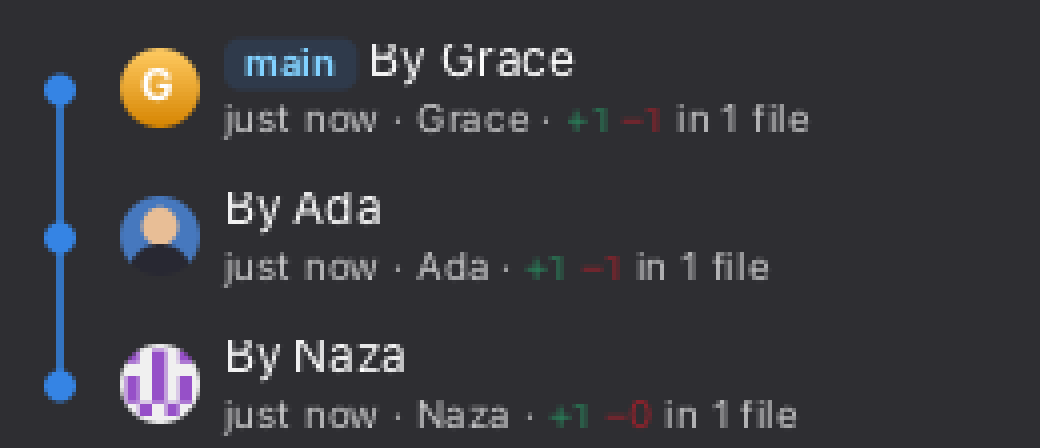 G main By Grace
just now · Grace · +1 −1 in 1 file
By Ada
just now · Ada · +1 −1 in 1 file
By Naza
just now · Naza · +1 −0 in 1 file